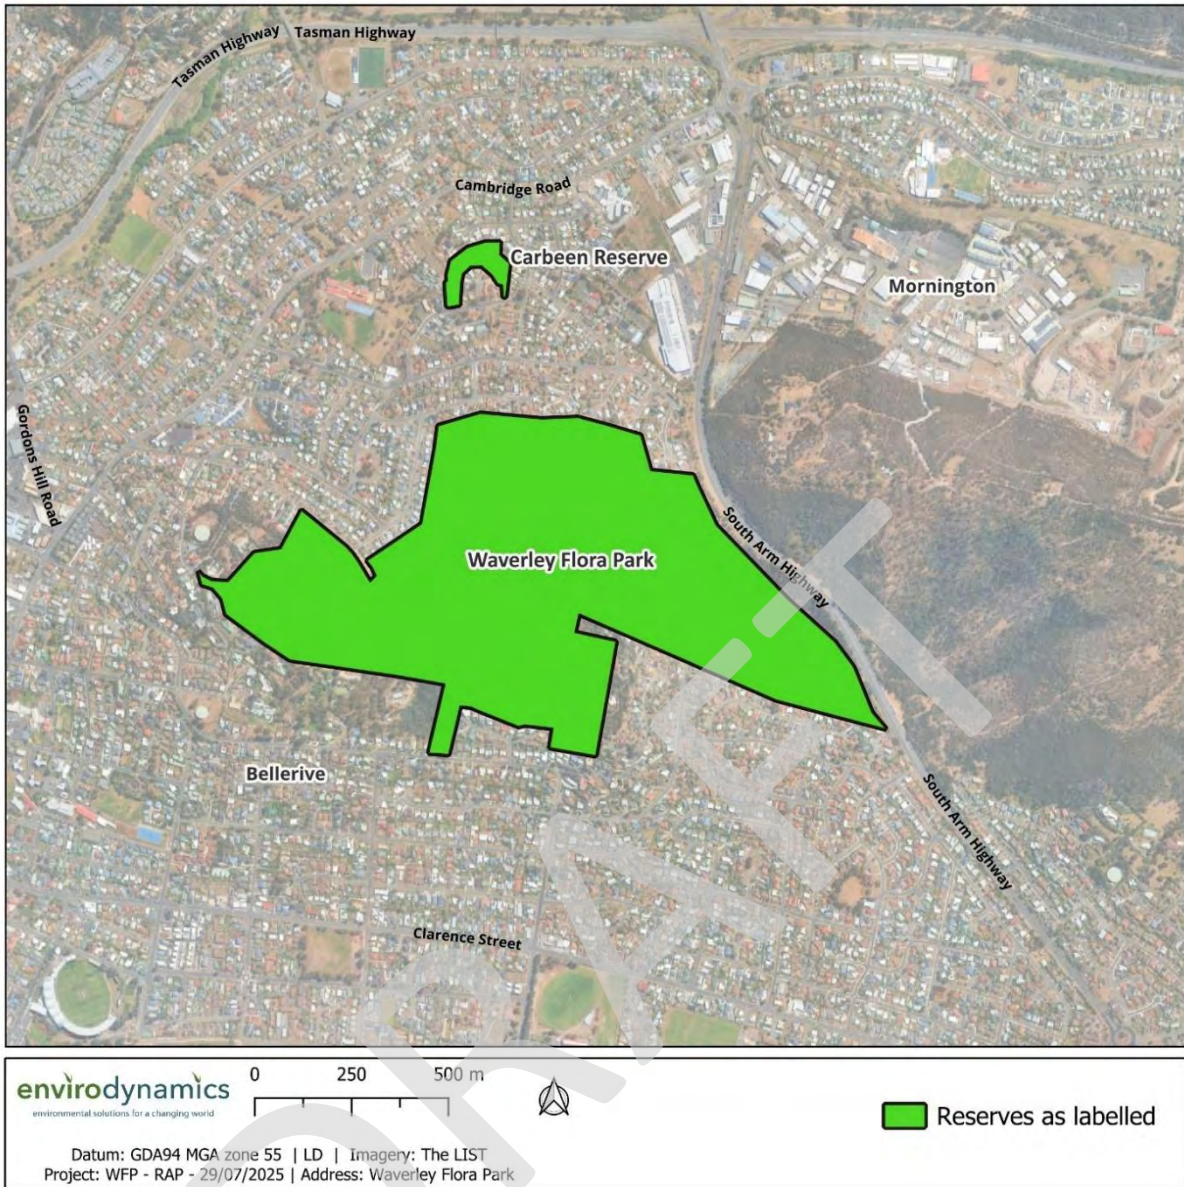 Tasman Highway
Tasman Highway
Cambridge Road
Carbeen Reserve
Mornington
Gordons Hill Road
South Arm Highway
Waverley Flora Park
Bellerive
South Arm Highway
Clarence Street
DRAFT
envirodynamics
environmental solutions for a changing world
0 250 500 m
Reserves as labelled
Datum: GDA94 MGA zone 55 | LD | Imagery: The LIST
Project: WFP - RAP - 29/07/2025 | Address: Waverley Flora Park